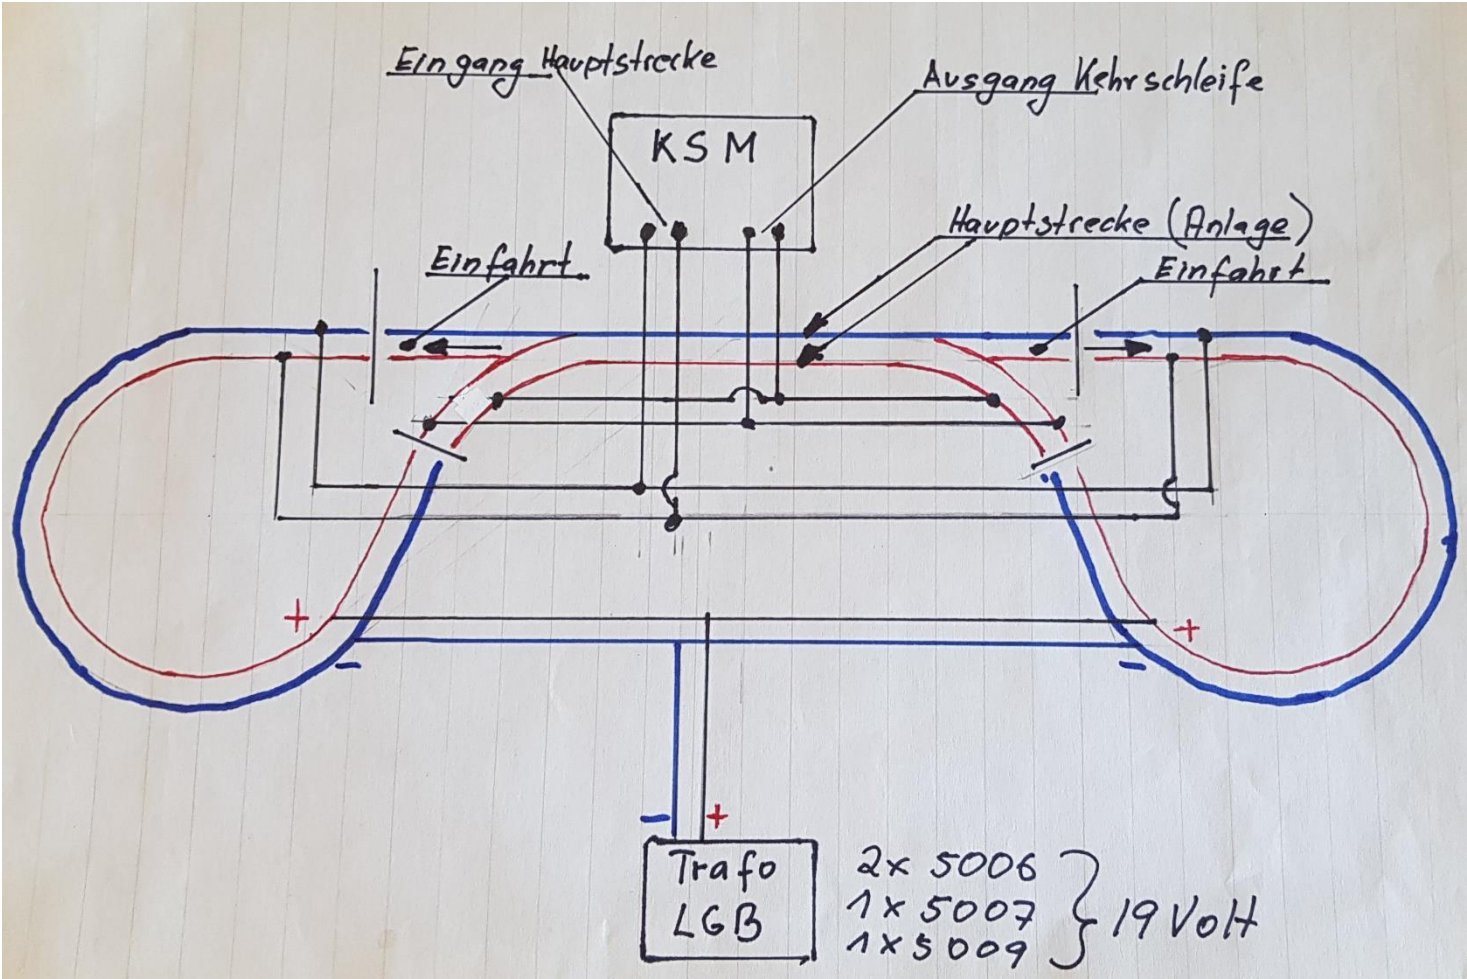 Eingang Hauptstrecke
Ausgang Kehrschleife
KSM
Hauptstrecke (Anlage)
Einfahrt
Einfahrt
+
+
-
-
- +
Trafo
LGB
2x 5006
1x 5007
1x 5009
19 Volt